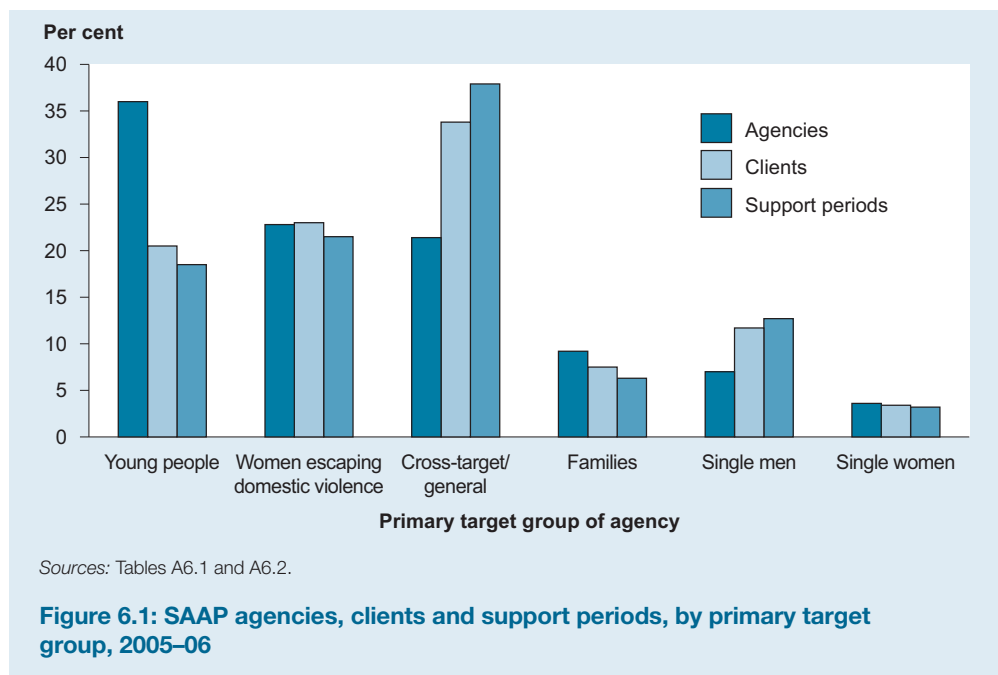 Per cent
40
35
30
25
20
15
10
5
0
Agencies
Clients
Support periods
Young people
Women escaping
domestic violence
Cross-target/
general
Families
Single men
Single women
Primary target group of agency
Sources: Tables A6.1 and A6.2.
Figure 6.1: SAAP agencies, clients and support periods, by primary target
group, 2005–06